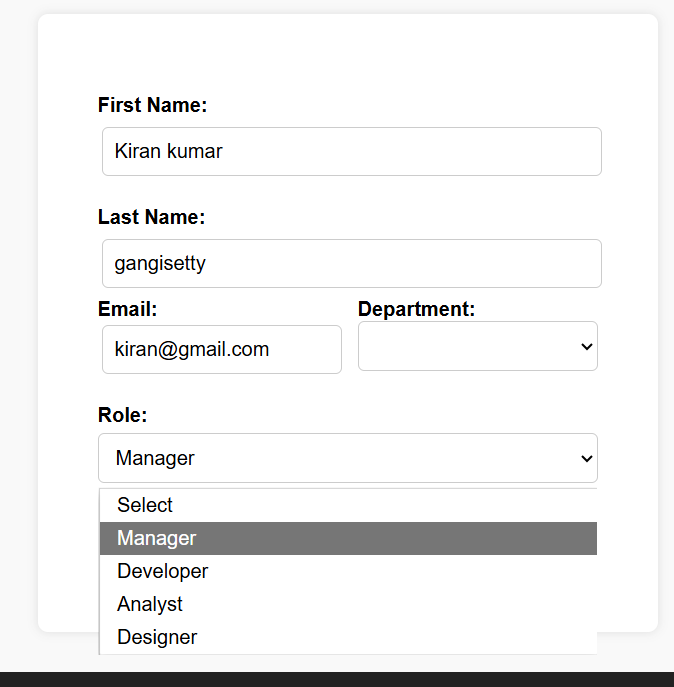 First Name:
Kiran kumar
Last Name:
gangisetty
Email: Department:
kiran@gmail.com
Role:
Manager
Select
Manager
Developer
Analyst
Designer